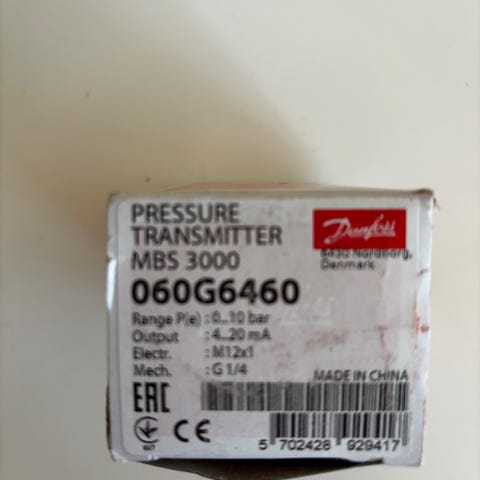 PRESSURE
TRANSMITTER
MBS 3000
Danfoss
6430 Nordborg,
Denmark
060G6460
Range P(e) : 0..10 bar
Output : 4..20 mA
Electr. : M12x1
Mech. : G 1/4
MADE IN CHINA
EAC
CE
5 702428 929417